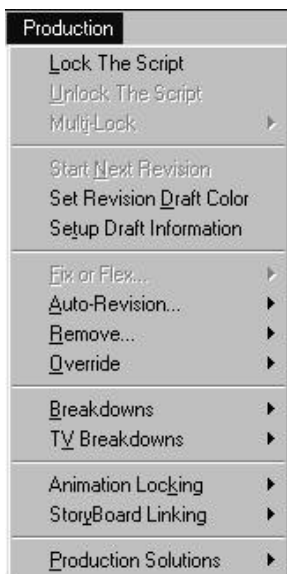 Production
Lock The Script
Unlock The Script
Multi-Lock
Start Next Revision
Set Revision Draft Color
Setup Draft Information
Fix or Flex...
Auto-Revision...
Remove...
Override
Breakdowns
TV Breakdowns
Animation Locking
StoryBoard Linking
Production Solutions